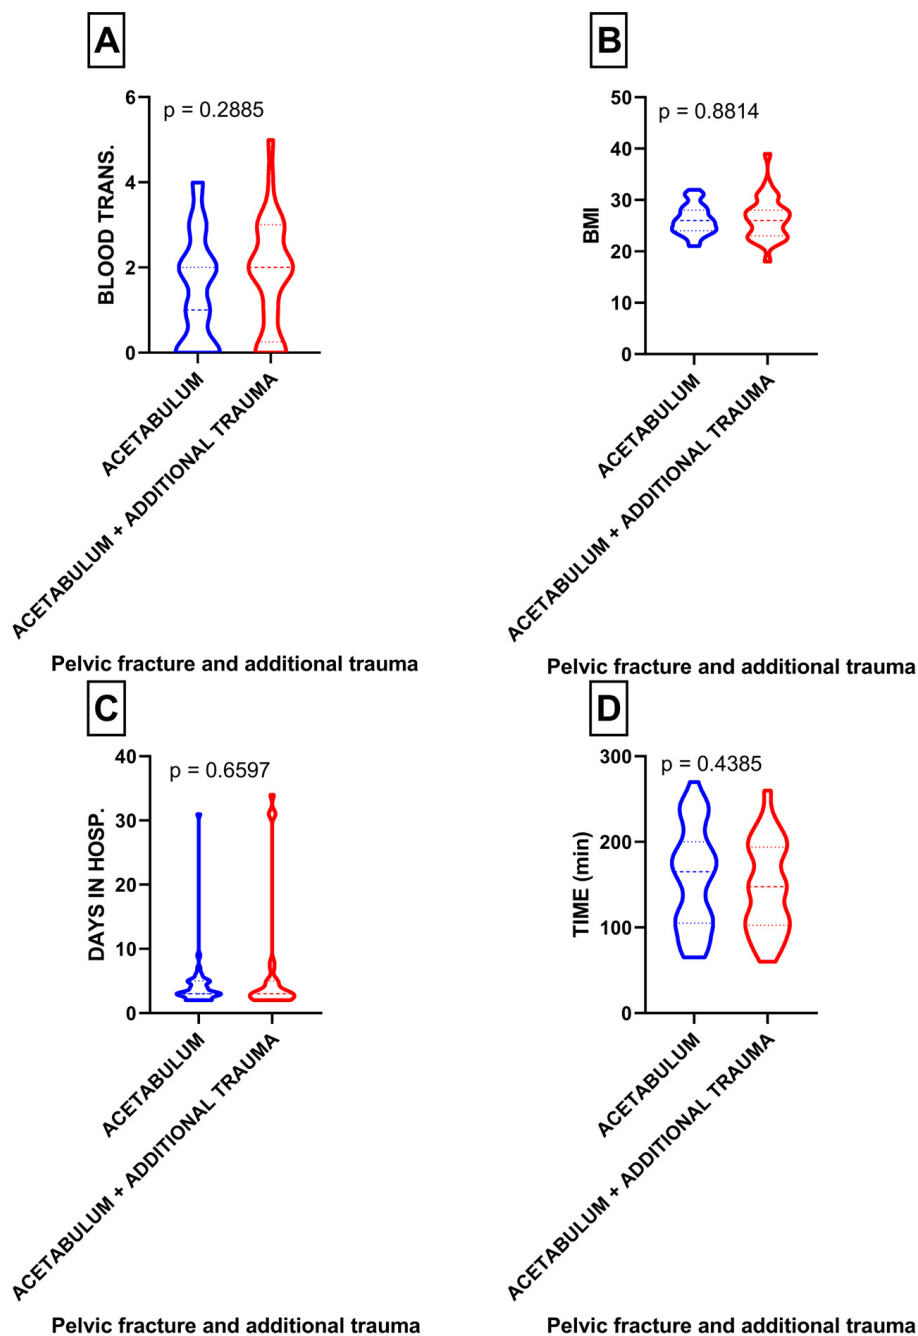 A
p = 0.2885
BLOOD TRANS.
6
4
2
0
ACETABULUM
ACETABULUM + ADDITIONAL TRAUMA
Pelvic fracture and additional trauma
B
p = 0.8814
BMI
50
40
30
20
10
0
ACETABULUM
ACETABULUM + ADDITIONAL TRAUMA
Pelvic fracture and additional trauma
C
p = 0.6597
DAYS IN HOSP.
40
30
20
10
0
ACETABULUM
ACETABULUM + ADDITIONAL TRAUMA
Pelvic fracture and additional trauma
D
p = 0.4385
TIME (min)
300
200
100
0
ACETABULUM
ACETABULUM + ADDITIONAL TRAUMA
Pelvic fracture and additional trauma